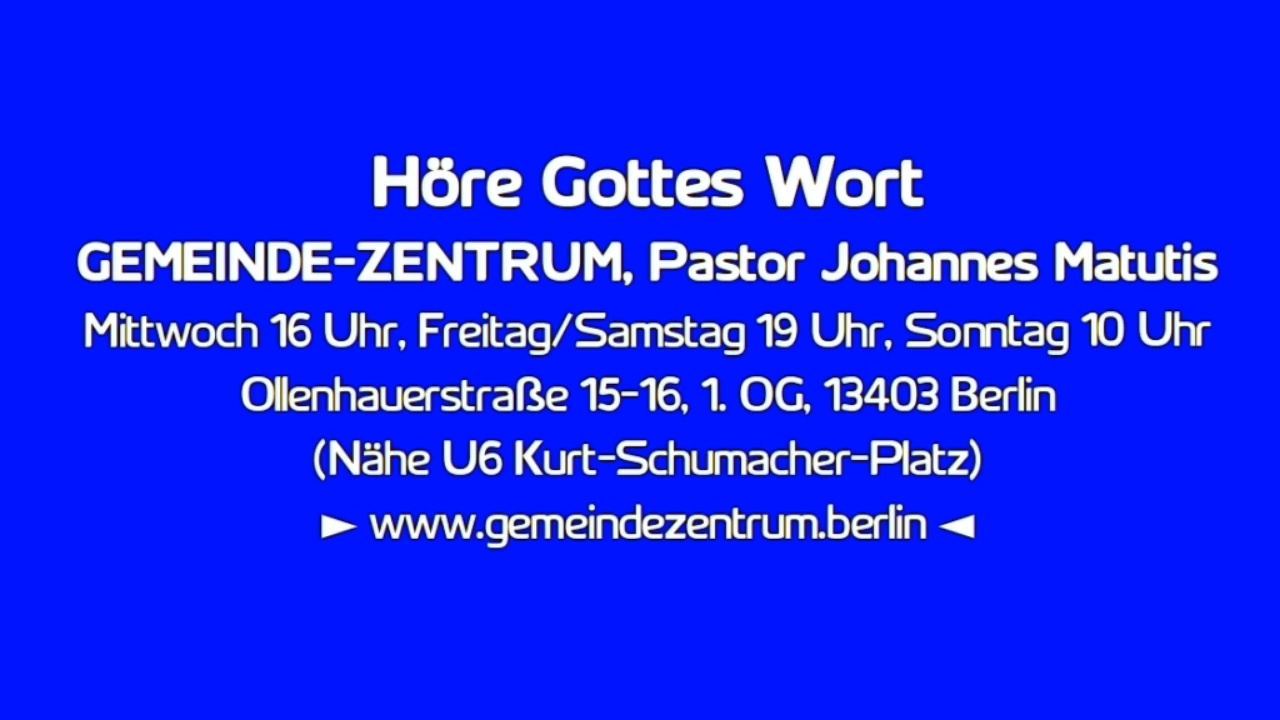 Höre Gottes Wort
GEMEINDE-ZENTRUM, Pastor Johannes Matutis
Mittwoch 16 Uhr, Freitag/Samstag 19 Uhr, Sonntag 10 Uhr
Ollenhauerstraße 15-16, 1. OG, 13403 Berlin
(Nähe U6 Kurt-Schumacher-Platz)
► www.gemeindezentrum.berlin ◄